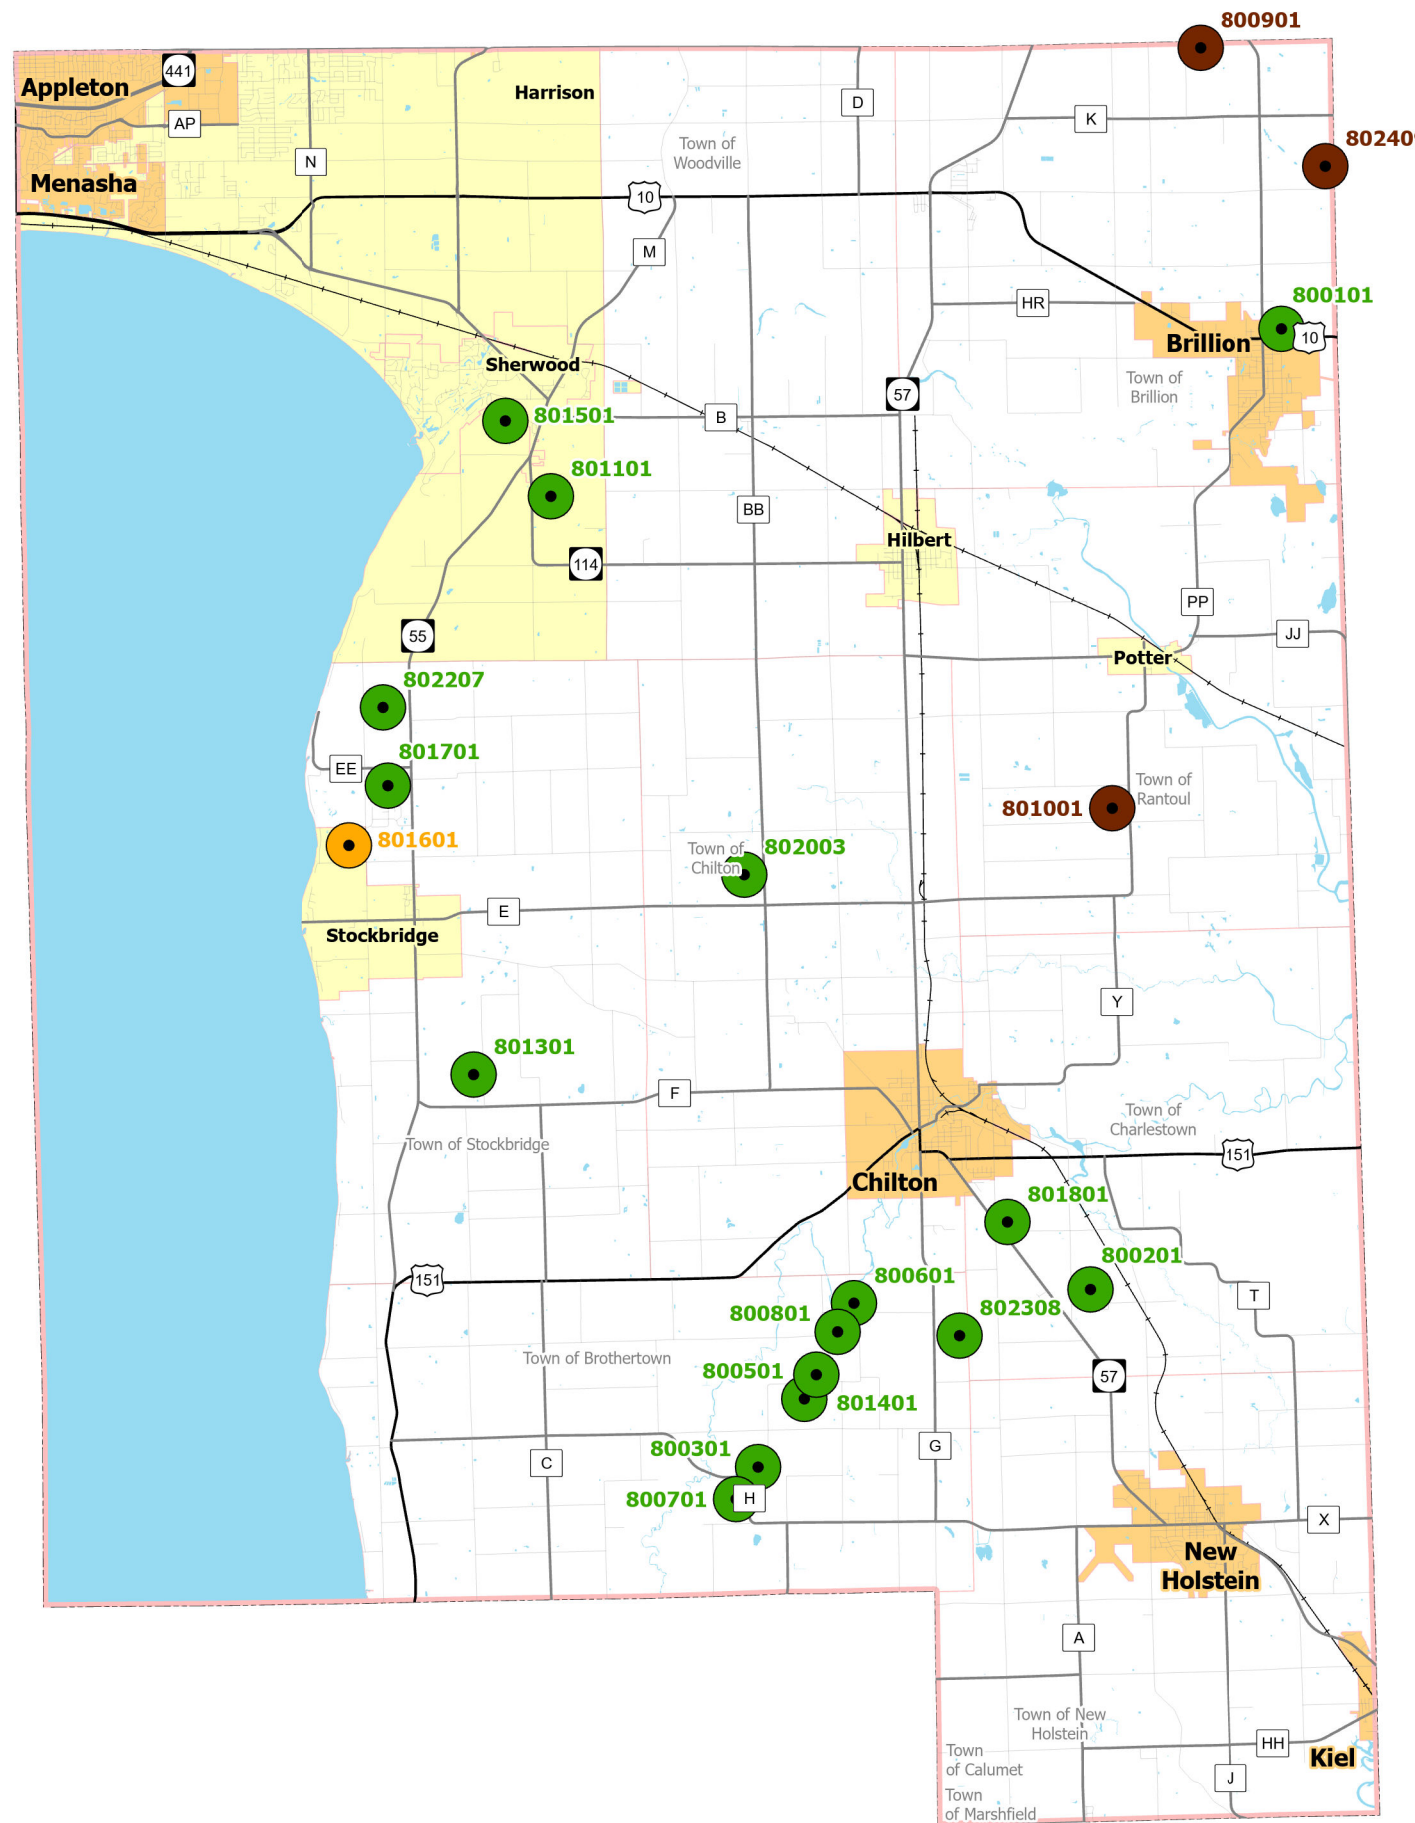 800901
441
Appleton
Harrison
D
K
AP
802409
Town of
Woodville
N
Menasha
10
M
800101
HR
10
Brillion
Sherwood
Town of
Brillion
57
801501
B
801101
BB
Hilbert
114
PP
55
JJ
Potter
802207
801701
EE
Town of
Rantoul
801001
801601
802003
Town of
Chilton
E
Stockbridge
Y
801301
F
Town of
Charlestown
Town of Stockbridge
151
Chilton
801801
800201
800601
151
T
802308
800801
Town of Brothertown
800501
57
801401
800301
G
C
800701
H
X
New
Holstein
A
Town of New
Holstein
HH
Town
of Calumet
Kiel
J
Town
of Marshfield